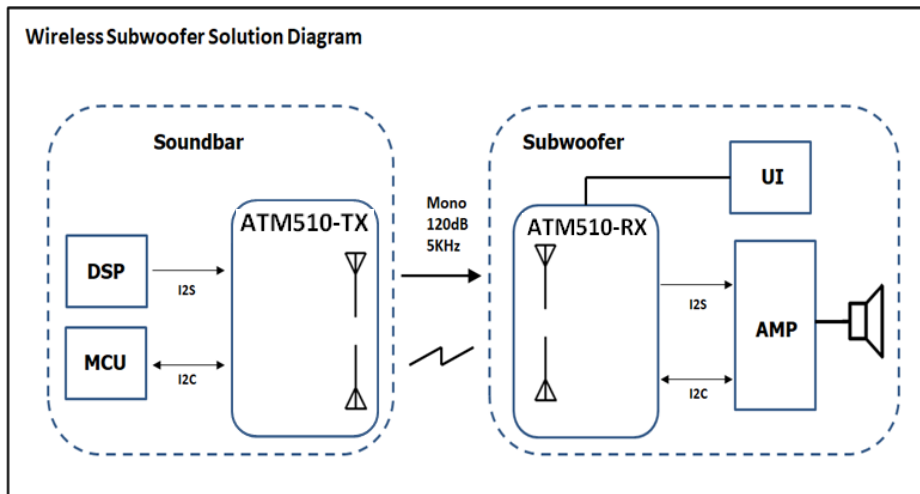 Wireless Subwoofer Solution Diagram
Soundbar
ATM510-TX
DSP
I2S
MCU
I2C
Mono
120dB
5KHz
Subwoofer
UI
ATM510-RX
I2S
AMP
I2C